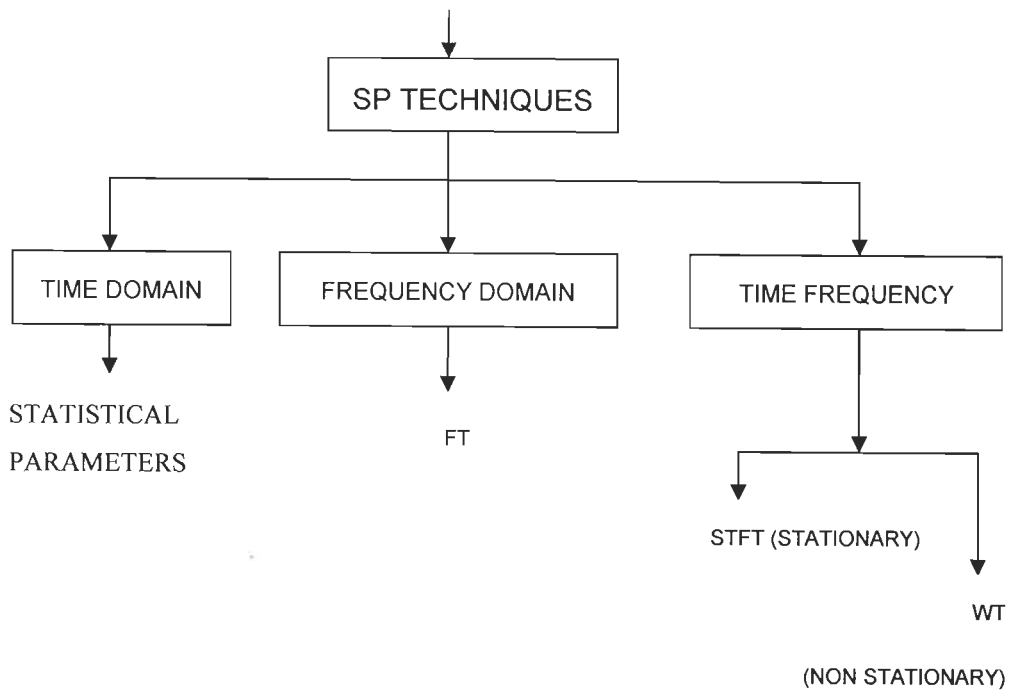 SP TECHNIQUES
TIME DOMAIN
FREQUENCY DOMAIN
TIME FREQUENCY
STATISTICAL
PARAMETERS
FT
STFT (STATIONARY)
WT
(NON STATIONARY)